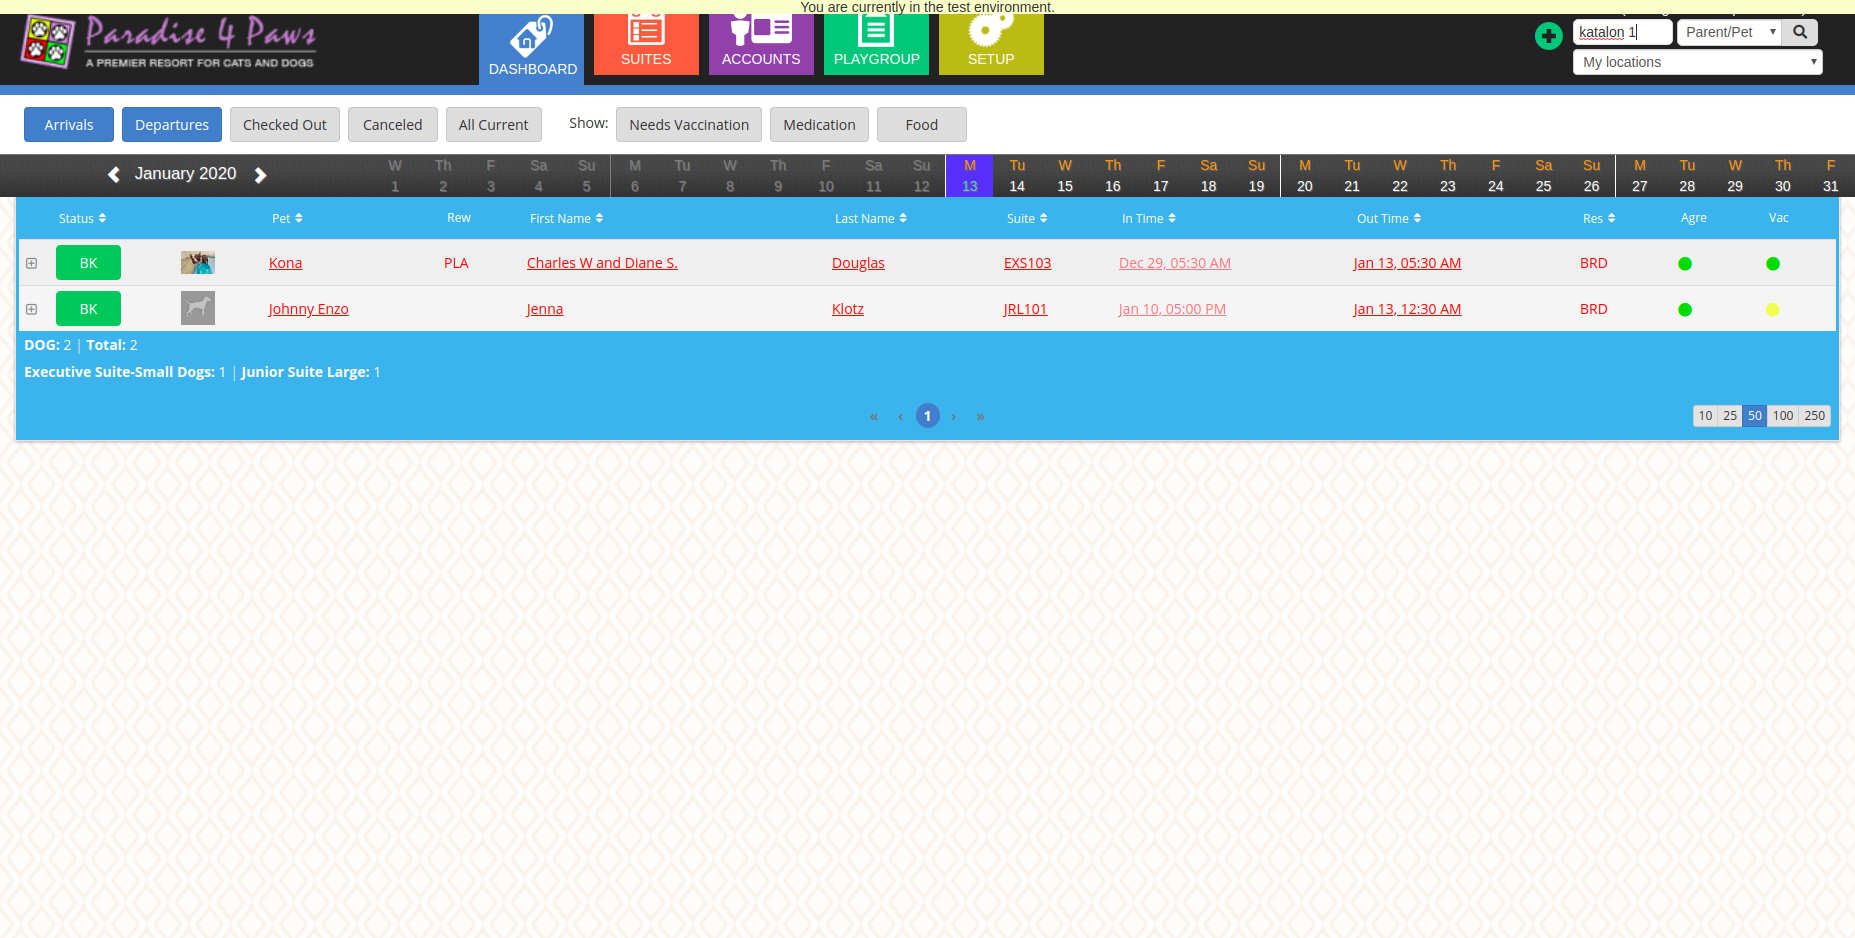 You are currently in the test environment.
Paradise 4 Paws
A PREMIER RESORT FOR CATS AND DOGS
DASHBOARD
SUITES
ACCOUNTS
PLAYGROUP
SETUP
katalon 1
Parent/Pet
My locations
Arrivals Departures Checked Out Canceled All Current Show: Needs Vaccination Medication Food
January 2020
W Th F Sa Su M Tu W Th F Sa Su M Tu W Th F Sa Su M Tu W Th F Sa Su M Tu W Th F
1 2 3 4 5 6 7 8 9 10 11 12 13 14 15 16 17 18 19 20 21 22 23 24 25 26 27 28 29 30 31
Status Pet Rew First Name Last Name Suite In Time Out Time Res Agre Vac
BK Kona PLA Charles W and Diane S. Douglas EXS103 Dec 29, 05:30 AM Jan 13, 05:30 AM BRD
BK Johnny Enzo Jenna Klotz JRL101 Jan 10, 05:00 PM Jan 13, 12:30 AM BRD
DOG: 2 | Total: 2
Executive Suite-Small Dogs: 1 | Junior Suite Large: 1
« ‹ 1 › »
10 25 50 100 250